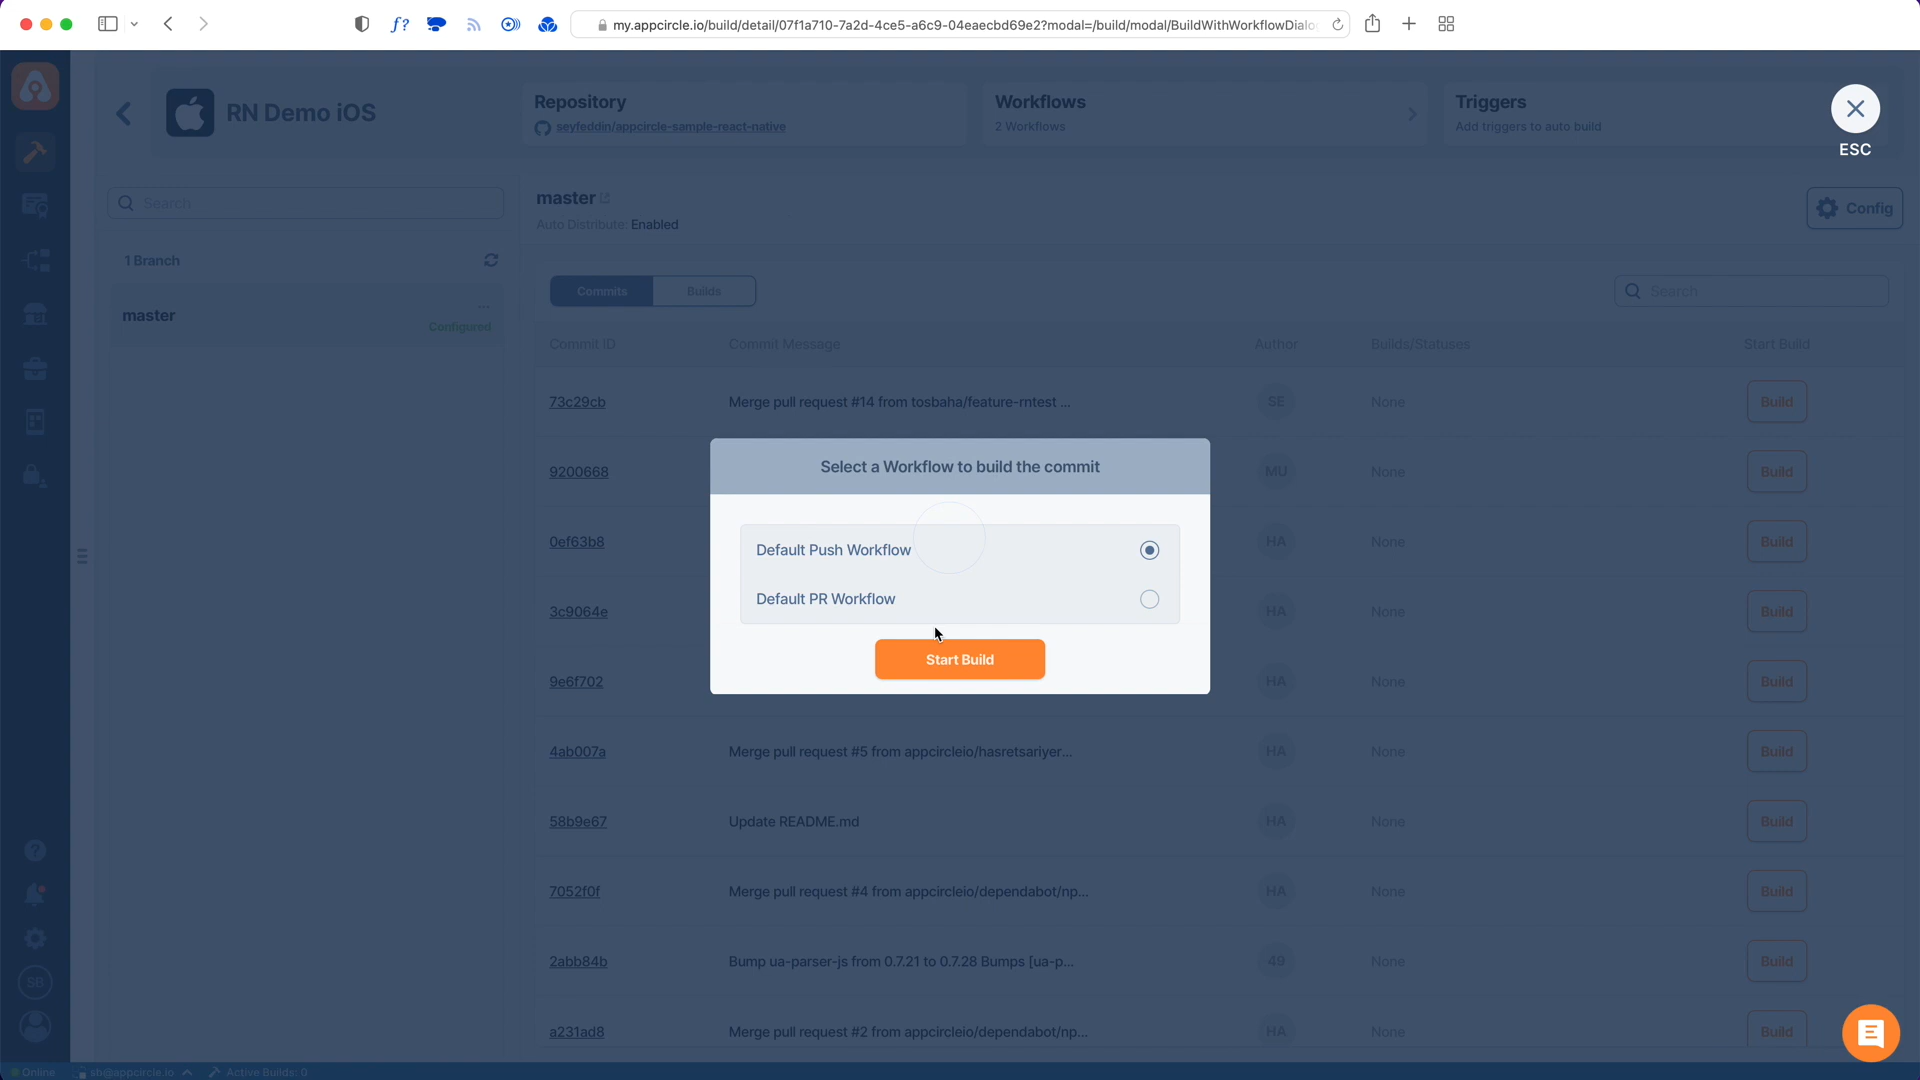 my.appcircle.io/build/detail/07f1a710-7a2d-4ce5-a6c9-04eaecbd69e2?modal=/build/modal/BuildWithWorkflowDialo
RN Demo iOS
Repository
seyfeddin/appcircle-sample-react-native
Workflows
2 Workflows
Triggers
Add triggers to auto build
ESC
Search
master
Auto Distribute: Enabled
Config
1 Branch
master
Configured
Commits
Builds
Search
Commit ID
Commit Message
Author
Builds/Statuses
Start Build
73c29cb
Merge pull request #14 from tosbaha/feature-rntest ...
SE
None
Build
9200668
MU
None
Build
0ef63b8
HA
None
Build
3c9064e
HA
None
Build
9e6f702
HA
None
Build
Select a Workflow to build the commit
Default Push Workflow
Default PR Workflow
Start Build
4ab007a
Merge pull request #5 from appcircleio/hasretsariyer...
HA
None
Build
58b9e67
Update README.md
HA
None
Build
7052f0f
Merge pull request #4 from appcircleio/dependabot/np...
HA
None
Build
2abb84b
Bump ua-parser-js from 0.7.21 to 0.7.28 Bumps [ua-p...
49
None
Build
a231ad8
Merge pull request #2 from appcircleio/dependabot/np...
HA
None
Build
SB
Online
sb@appcircle.io
Active Builds: 0